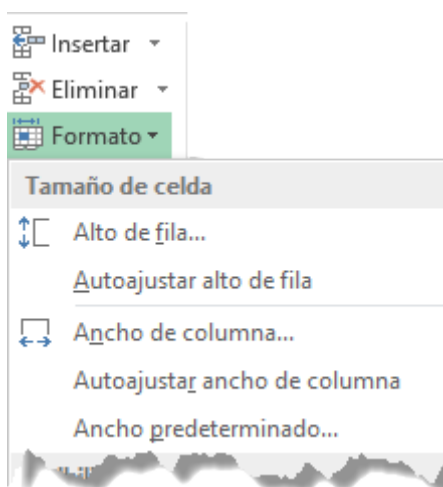 Insertar
Eliminar
Formato
Tamaño de celda
Alto de fila...
Autoajustar alto de fila
Ancho de columna...
Autoajustar ancho de columna
Ancho predeterminado...